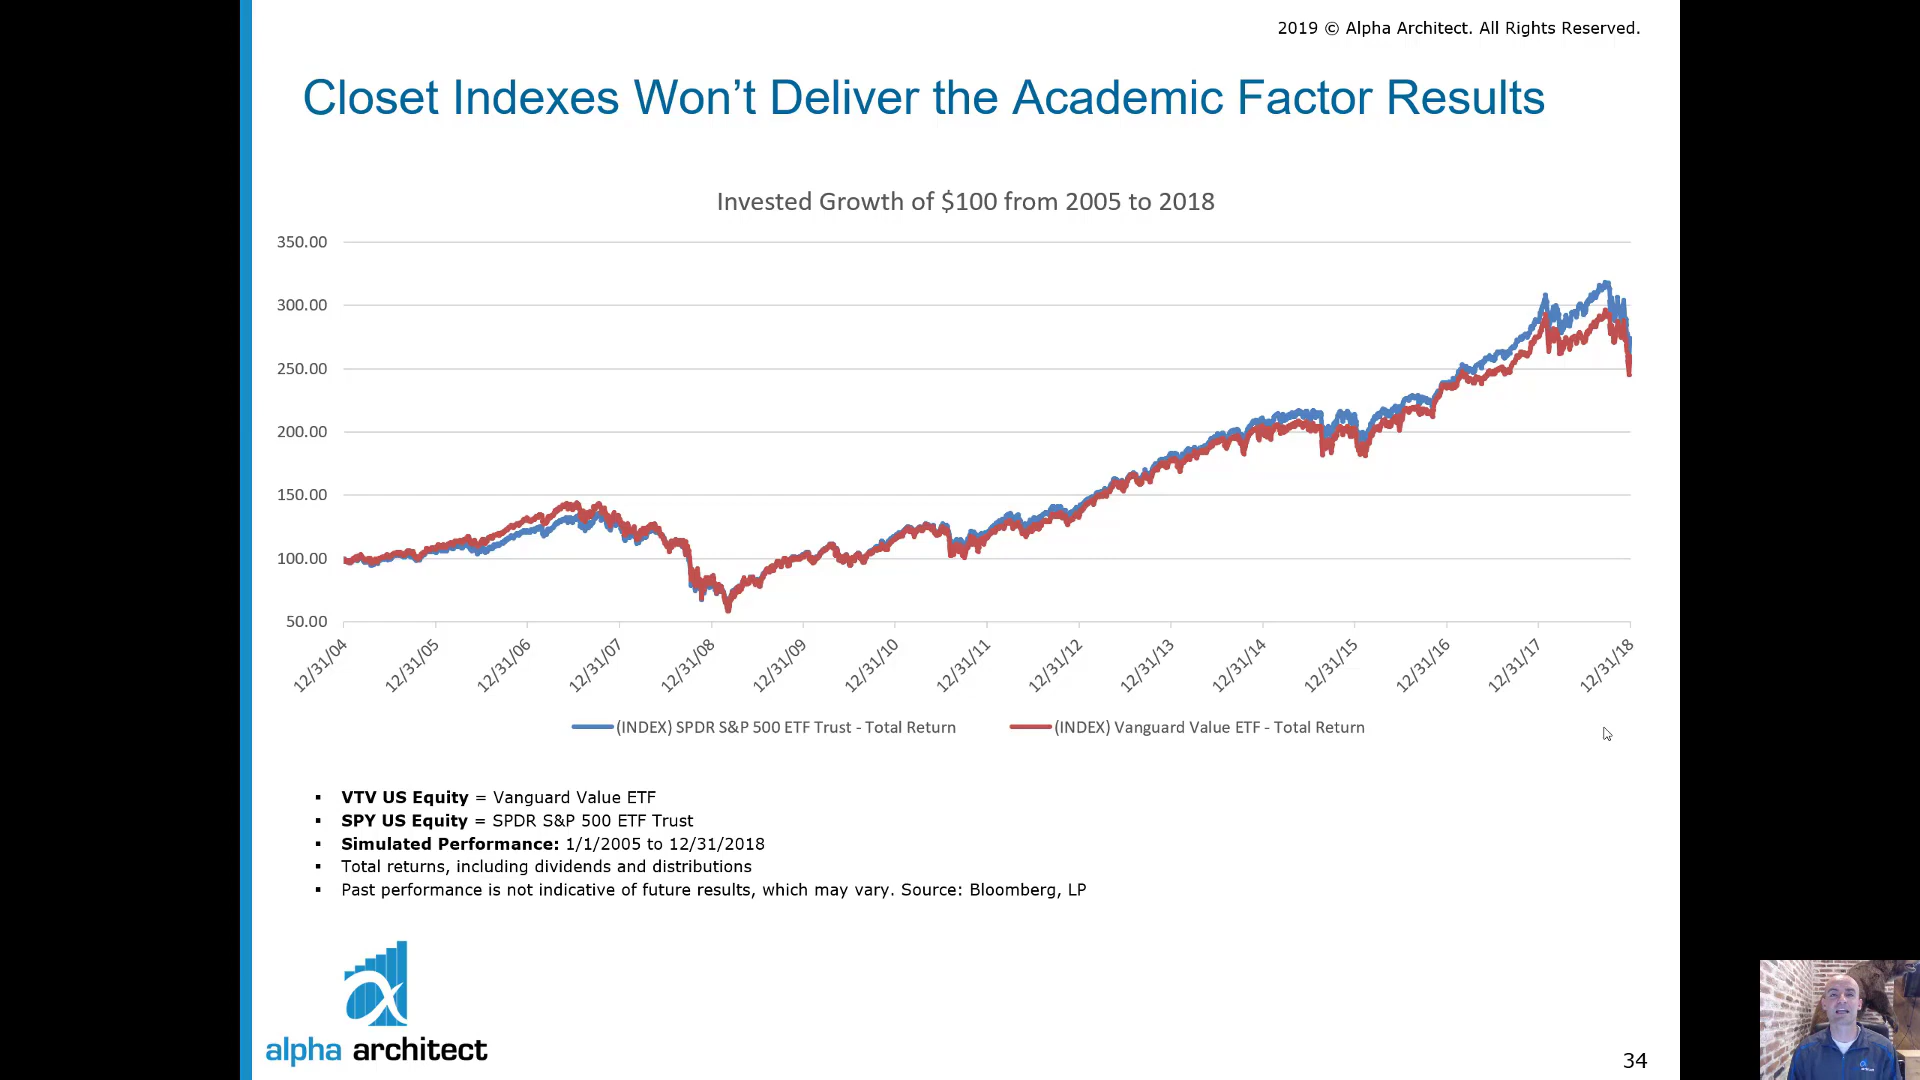 2019 © Alpha Architect. All Rights Reserved.
Closet Indexes Won't Deliver the Academic Factor Results
Invested Growth of $100 from 2005 to 2018
350.00
300.00
250.00
200.00
150.00
100.00
50.00
12/31/04
12/31/05
12/31/06
12/31/07
12/31/08
12/31/09
12/31/10
12/31/11
12/31/12
12/31/13
12/31/14
12/31/15
12/31/16
12/31/17
12/31/18
(INDEX) SPDR S&P 500 ETF Trust - Total Return
(INDEX) Vanguard Value ETF - Total Return
▪ VTV US Equity = Vanguard Value ETF
▪ SPY US Equity = SPDR S&P 500 ETF Trust
▪ Simulated Performance: 1/1/2005 to 12/31/2018
▪ Total returns, including dividends and distributions
▪ Past performance is not indicative of future results, which may vary. Source: Bloomberg, LP
alpha architect
34